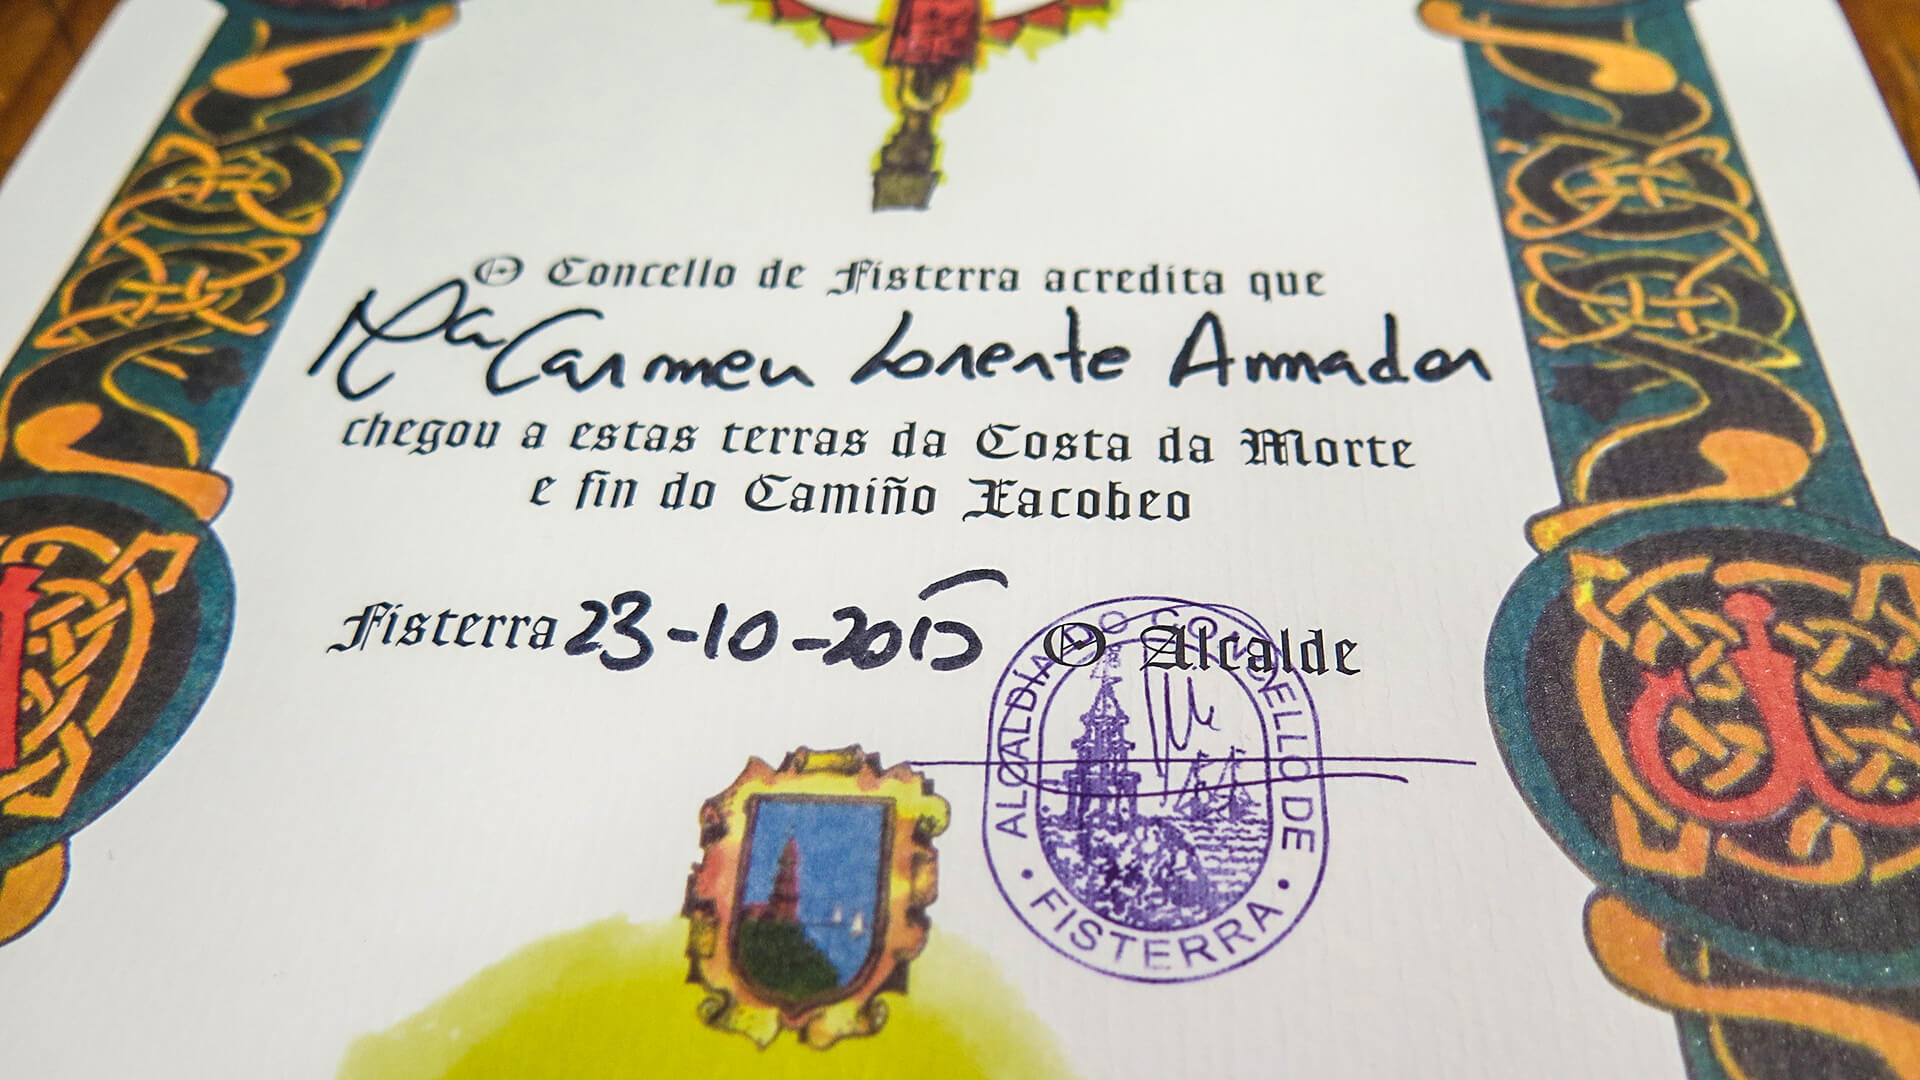 O Concello de Fisterra acredita que
Mª Carmen Lorente Amador
chegou a estas terras da Costa da Morte
e fin do Camiño Xacobeo
Fisterra 23-10-2015 O Alcalde
ALCALDÍA DO CONCELLO DE
• FISTERRA •